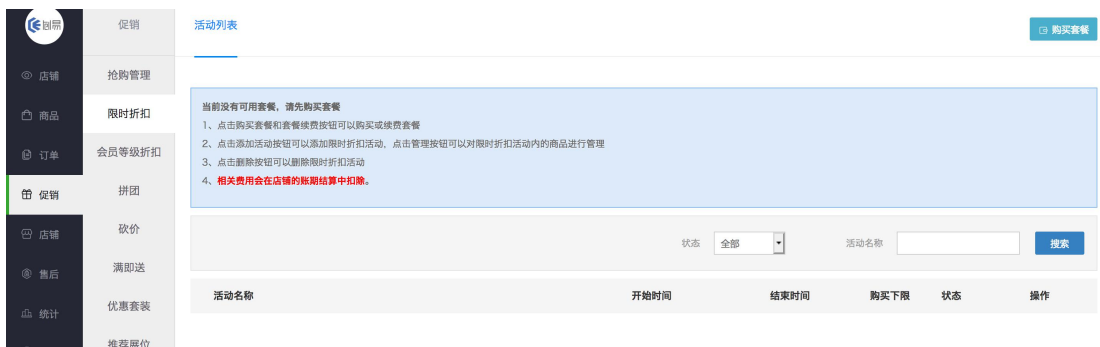 创易
店铺
商品
订单
促销
店铺
售后
统计
促销
抢购管理
限时折扣
会员等级折扣
拼团
砍价
满即送
优惠套装
推荐展位
活动列表
购买套餐
当前没有可用套餐，请先购买套餐
1、点击购买套餐和套餐续费按钮可以购买或续费套餐
2、点击添加活动按钮可以添加限时折扣活动，点击管理按钮可以对限时折扣活动内的商品进行管理
3、点击删除按钮可以删除限时折扣活动
4、相关费用会在店铺的账期结算中扣除。
状态 全部 活动名称 搜索
活动名称 开始时间 结束时间 购买下限 状态 操作